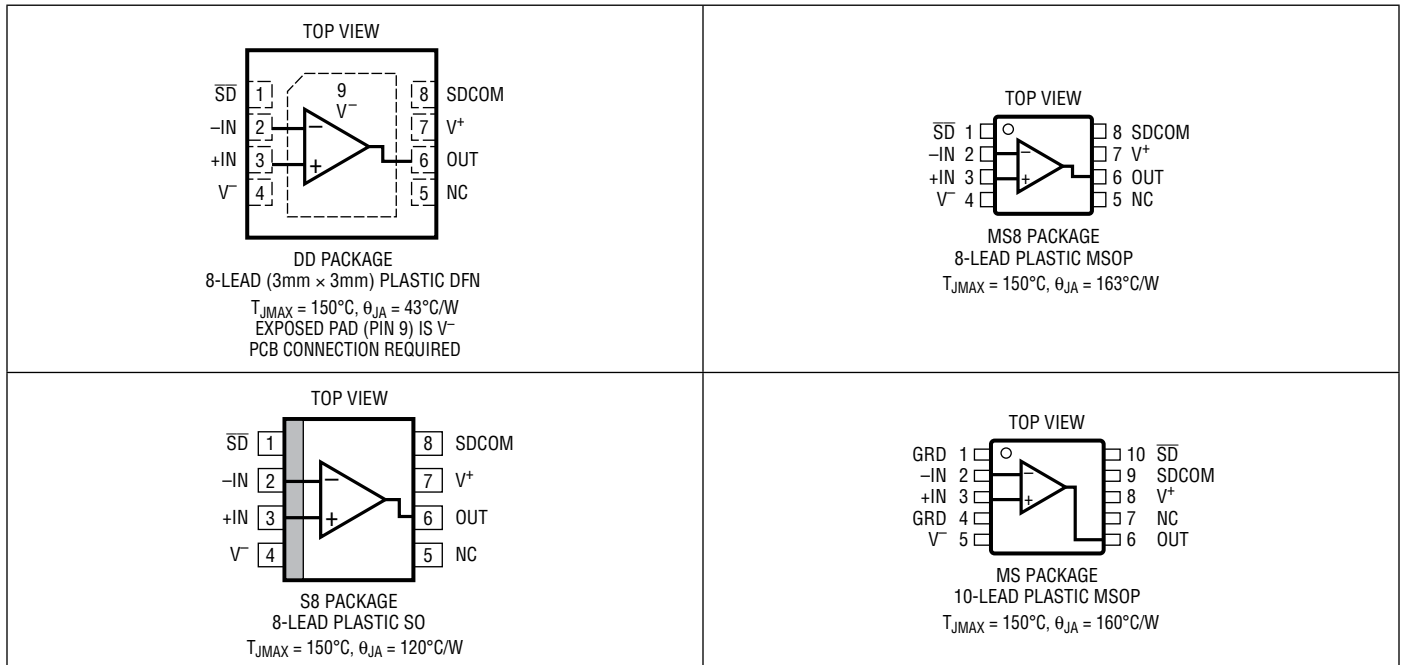 TOP VIEW
S̅D̅ 1
–IN 2
+IN 3
V– 4
9
V–
– +
8 SDCOM
7 V+
6 OUT
5 NC
DD PACKAGE
8-LEAD (3mm × 3mm) PLASTIC DFN
TJMAX = 150°C, θJA = 43°C/W
EXPOSED PAD (PIN 9) IS V–
PCB CONNECTION REQUIRED
TOP VIEW
S̅D̅ 1
–IN 2
+IN 3
V– 4
– +
8 SDCOM
7 V+
6 OUT
5 NC
MS8 PACKAGE
8-LEAD PLASTIC MSOP
TJMAX = 150°C, θJA = 163°C/W
TOP VIEW
S̅D̅ 1
–IN 2
+IN 3
V– 4
– +
8 SDCOM
7 V+
6 OUT
5 NC
S8 PACKAGE
8-LEAD PLASTIC SO
TJMAX = 150°C, θJA = 120°C/W
TOP VIEW
GRD 1
–IN 2
+IN 3
GRD 4
V– 5
– +
10 S̅D̅
9 SDCOM
8 V+
7 NC
6 OUT
MS PACKAGE
10-LEAD PLASTIC MSOP
TJMAX = 150°C, θJA = 160°C/W